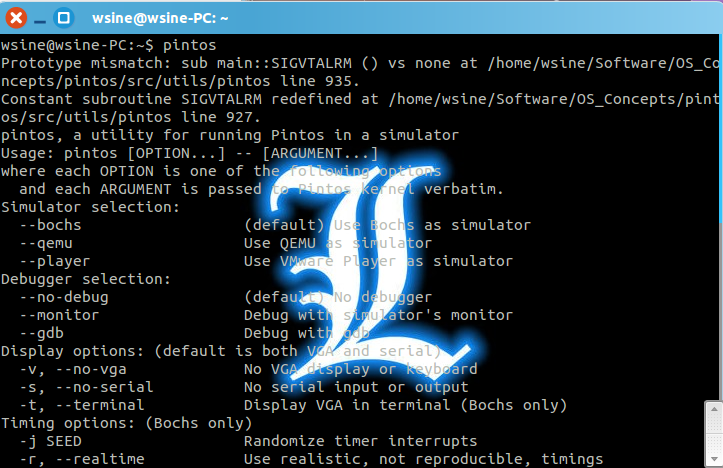 wsine@wsine-PC: ~
wsine@wsine-PC:~$ pintos
Prototype mismatch: sub main::SIGVTALRM () vs none at /home/wsine/Software/OS_Co
ncepts/pintos/src/utils/pintos line 935.
Constant subroutine SIGVTALRM redefined at /home/wsine/Software/OS_Concepts/pint
os/src/utils/pintos line 927.
pintos, a utility for running Pintos in a simulator
Usage: pintos [OPTION...] -- [ARGUMENT...]
where each OPTION is one of the following options
  and each ARGUMENT is passed to Pintos kernel verbatim.
Simulator selection:
  --bochs                  (default) Use Bochs as simulator
  --qemu                   Use QEMU as simulator
  --player                 Use VMware Player as simulator
Debugger selection:
  --no-debug               (default) No debugger
  --monitor                Debug with simulator's monitor
  --gdb                    Debug with gdb
Display options: (default is both VGA and serial)
  -v, --no-vga             No VGA display or keyboard
  -s, --no-serial          No serial input or output
  -t, --terminal           Display VGA in terminal (Bochs only)
Timing options: (Bochs only)
  -j SEED                  Randomize timer interrupts
  -r, --realtime           Use realistic, not reproducible, timings